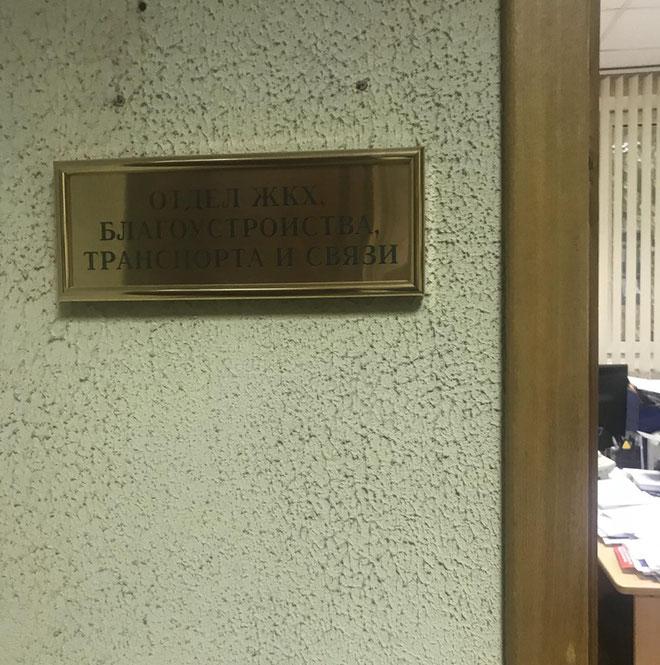 ОТДЕЛ ЖКХ,
БЛАГОУСТРОЙСТВА,
ТРАНСПОРТА И СВЯЗИ